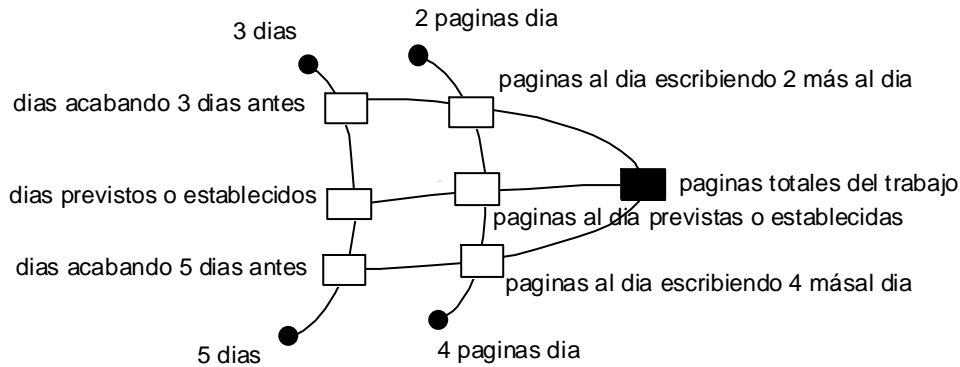 2 paginas dia
3 dias
paginas al dia escribiendo 2 más al dia
dias acabando 3 dias antes
dias previstos o establecidos
paginas totales del trabajo
paginas al dia previstas o establecidas
dias acabando 5 dias antes
paginas al dia escribiendo 4 másal dia
5 dias
4 paginas dia